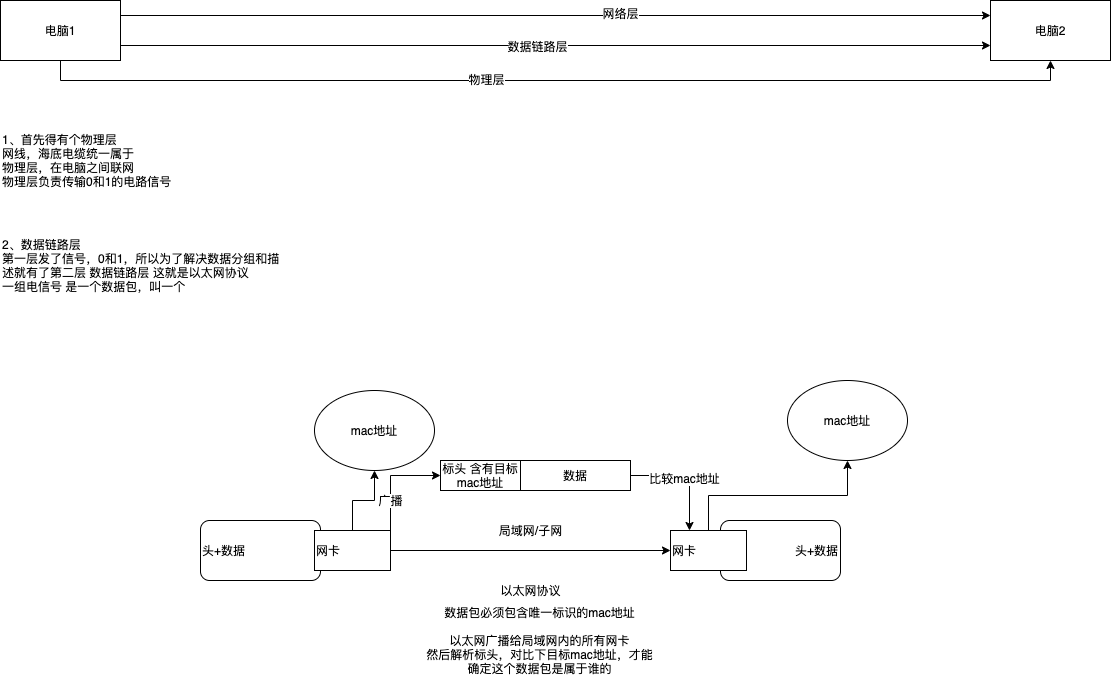 网络层
电脑1
电脑2
数据链路层
物理层
1、首先得有个物理层
网线，海底电缆统一属于
物理层，在电脑之间联网
物理层负责传输0和1的电路信号
2、数据链路层
第一层发了信号，0和1，所以为了解决数据分组和描
述就有了第二层 数据链路层 这就是以太网协议
一组电信号 是一个数据包，叫一个
mac地址
mac地址
标头 含有目标
mac地址
数据
比较mac地址
广播
局域网/子网
头+数据
网卡
网卡
头+数据
以太网协议
数据包必须包含唯一标识的mac地址
以太网广播给局域网内的所有网卡
然后解析标头，对比下目标mac地址，才能
确定这个数据包是属于谁的